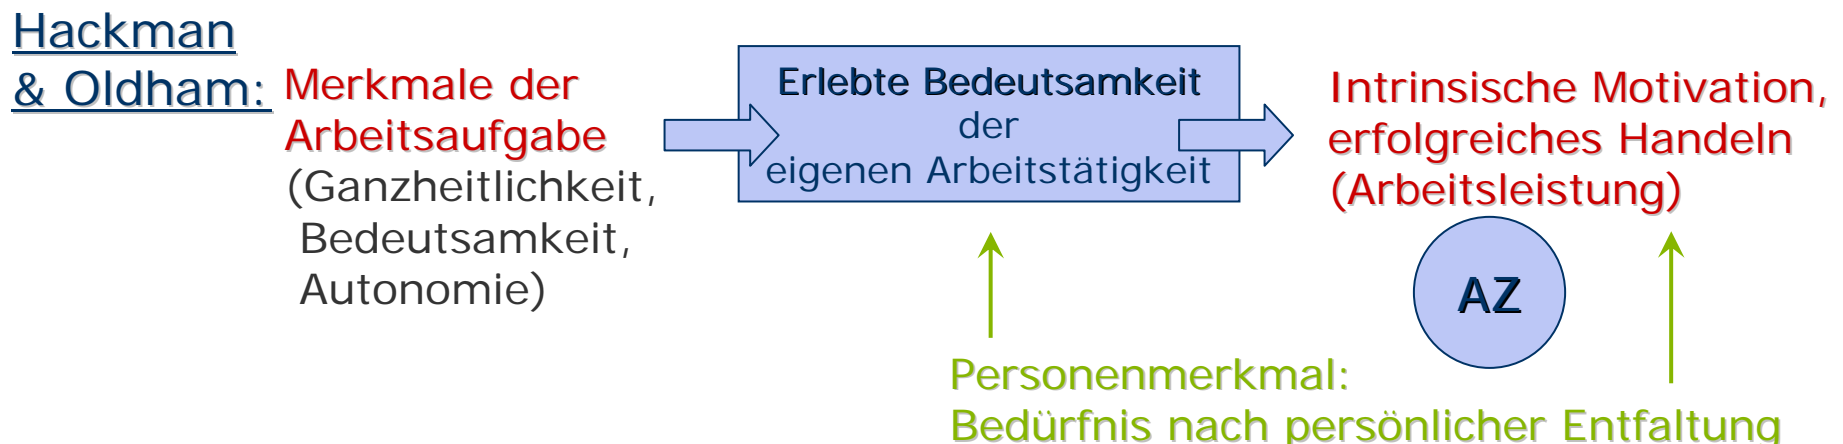 Hackman
& Oldham:
Merkmale der
Arbeitsaufgabe
(Ganzheitlichkeit,
Bedeutsamkeit,
Autonomie)
Erlebte Bedeutsamkeit
der
eigenen Arbeitstätigkeit
Intrinsische Motivation,
erfolgreiches Handeln
(Arbeitsleistung)
AZ
Personenmerkmal:
Bedürfnis nach persönlicher Entfaltung